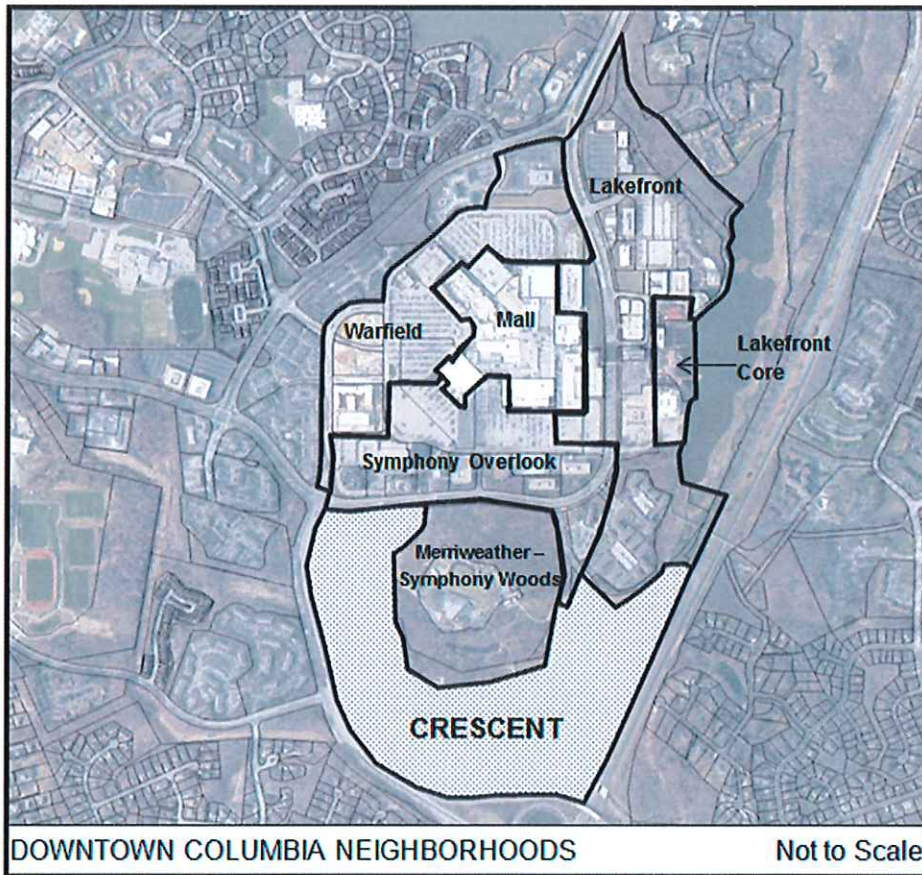 Lakefront
Warfield
Mall
Lakefront
Core
Symphony Overlook
Merriweather –
Symphony Woods
CRESCENT
DOWNTOWN COLUMBIA NEIGHBORHOODS
Not to Scale